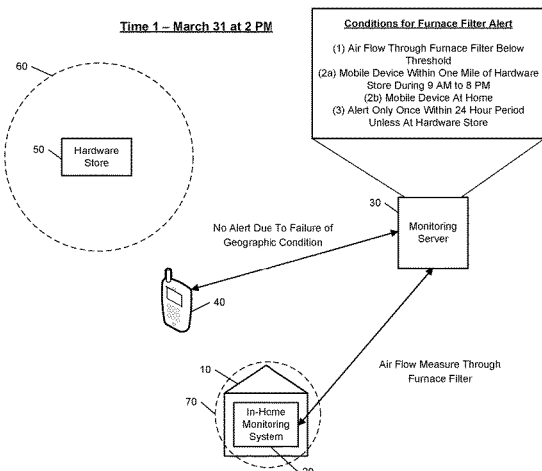 Time 1 – March 31 at 2 PM
Conditions for Furnace Filter Alert
(1) Air Flow Through Furnace Filter Below
Threshold
(2a) Mobile Device Within One Mile of Hardware
Store During 9 AM to 8 PM
(2b) Mobile Device At Home
(3) Alert Only Once Within 24 Hour Period
Unless At Hardware Store
60
50
Hardware
Store
30
Monitoring
Server
No Alert Due To Failure of
Geographic Condition
40
10
70
In-Home
Monitoring
System
Air Flow Measure Through
Furnace Filter